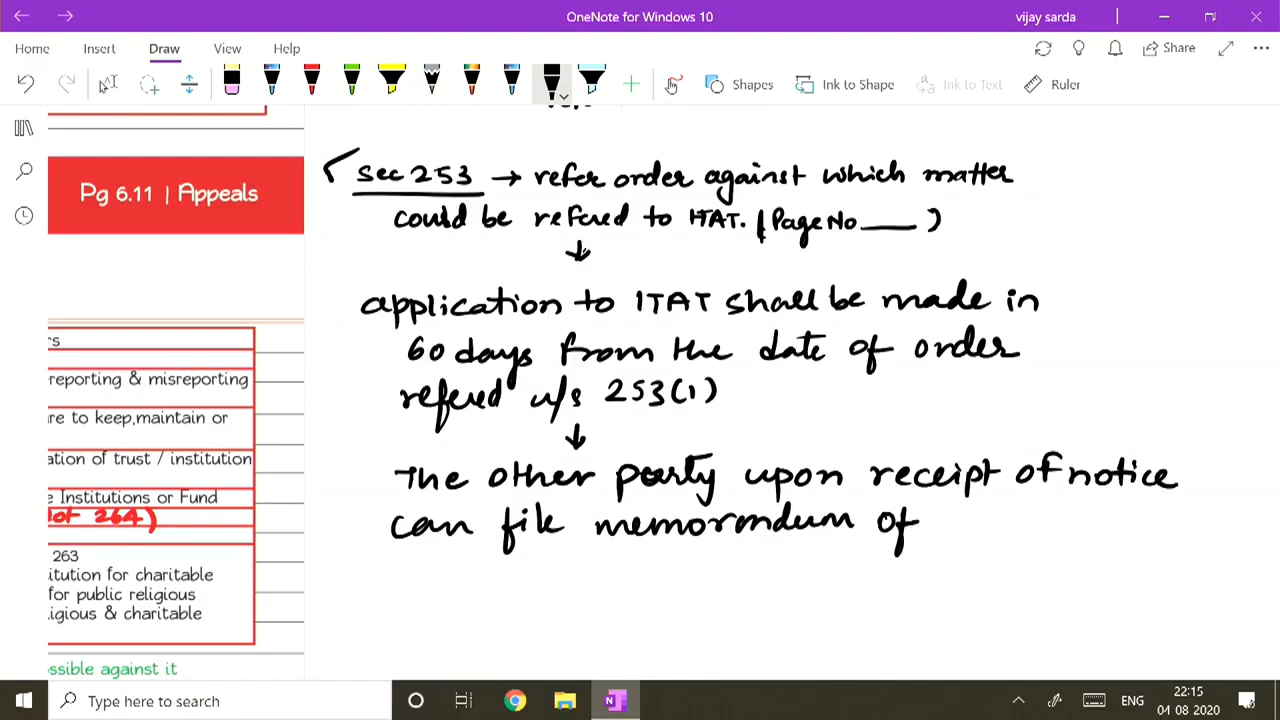 OneNote for Windows 10
vijay sarda
Home Insert Draw View Help
Share
Shapes
Ink to Shape
Ink to Text
Ruler
Pg 6.11 | Appeals
rs
reporting & misreporting
re to keep,maintain or
ation of trust / institution
e Institutions or Fund
lot 264)
263
itution for charitable
for public religious
igious & charitable
ssible against it
sec 253 → refer order against which matter
could be refered to ITAT. (Page No ____ )
↓
application to ITAT shall be made in
60 days from the date of order
refered u/s 253(1)
↓
The other party upon receipt of notice
can file memorondum of
Type here to search
ENG
22:15
04-08-2020